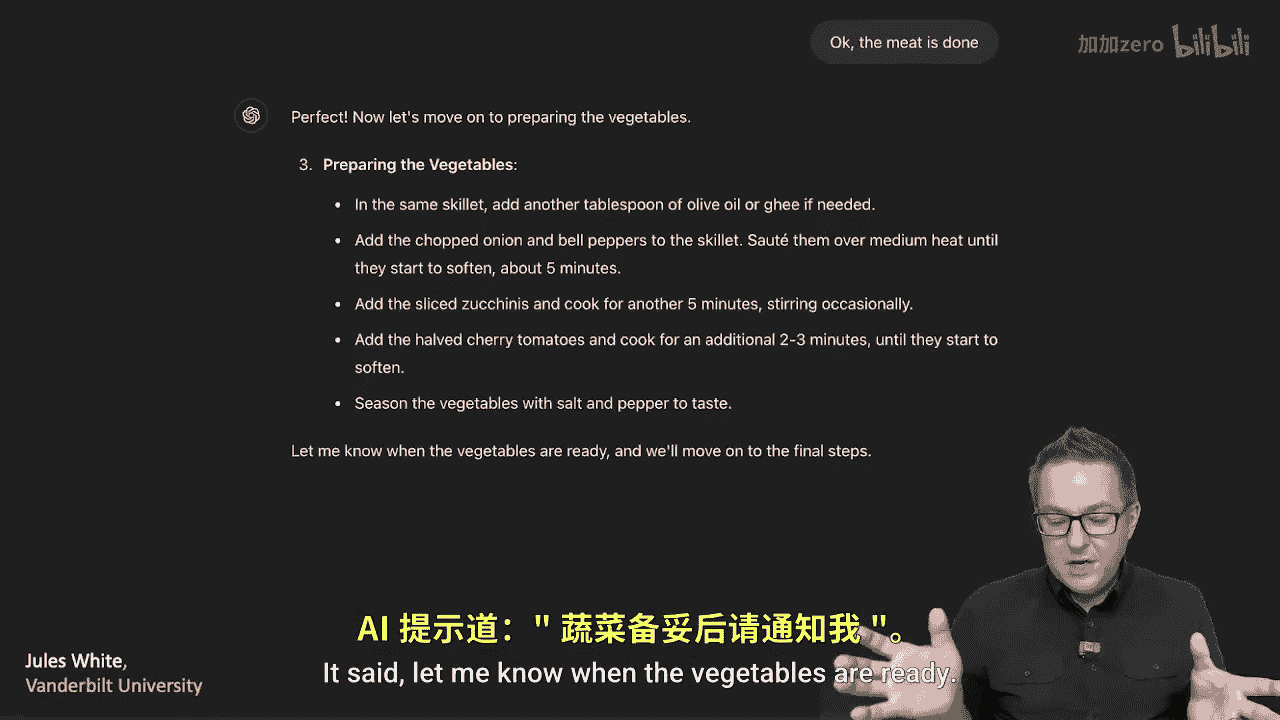 Ok, the meat is done
加加zero bilibili
Perfect! Now let's move on to preparing the vegetables.
3. Preparing the Vegetables:
• In the same skillet, add another tablespoon of olive oil or ghee if needed.
• Add the chopped onion and bell peppers to the skillet. Sauté them over medium heat until
they start to soften, about 5 minutes.
• Add the sliced zucchinis and cook for another 5 minutes, stirring occasionally.
• Add the halved cherry tomatoes and cook for an additional 2-3 minutes, until they start to
soften.
• Season the vegetables with salt and pepper to taste.
Let me know when the vegetables are ready, and we'll move on to the final steps.
AI 提示道：" 蔬菜备妥后请通知我 "。
It said, let me know when the vegetables are ready.
Jules White,
Vanderbilt University